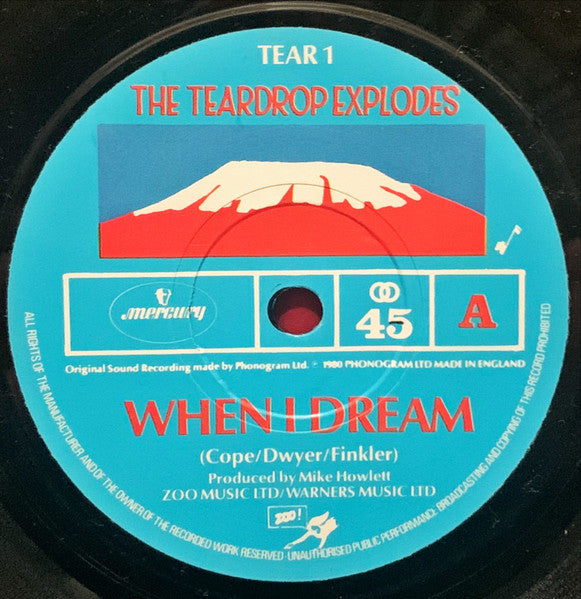 TEAR 1
THE TEARDROP EXPLODES
mercury
45
A
Original Sound Recording made by Phonogram Ltd. ℗ 1980 PHONOGRAM LTD MADE IN ENGLAND
WHEN I DREAM
(Cope/Dwyer/Finkler)
Produced by Mike Howlett
ZOO MUSIC LTD/WARNERS MUSIC LTD
ZOO!
ALL RIGHTS OF THE MANUFACTURER AND OF THE OWNER OF THE RECORDED WORK RESERVED · UNAUTHORISED PUBLIC PERFORMANCE BROADCASTING AND COPYING OF THIS RECORD PROHIBITED